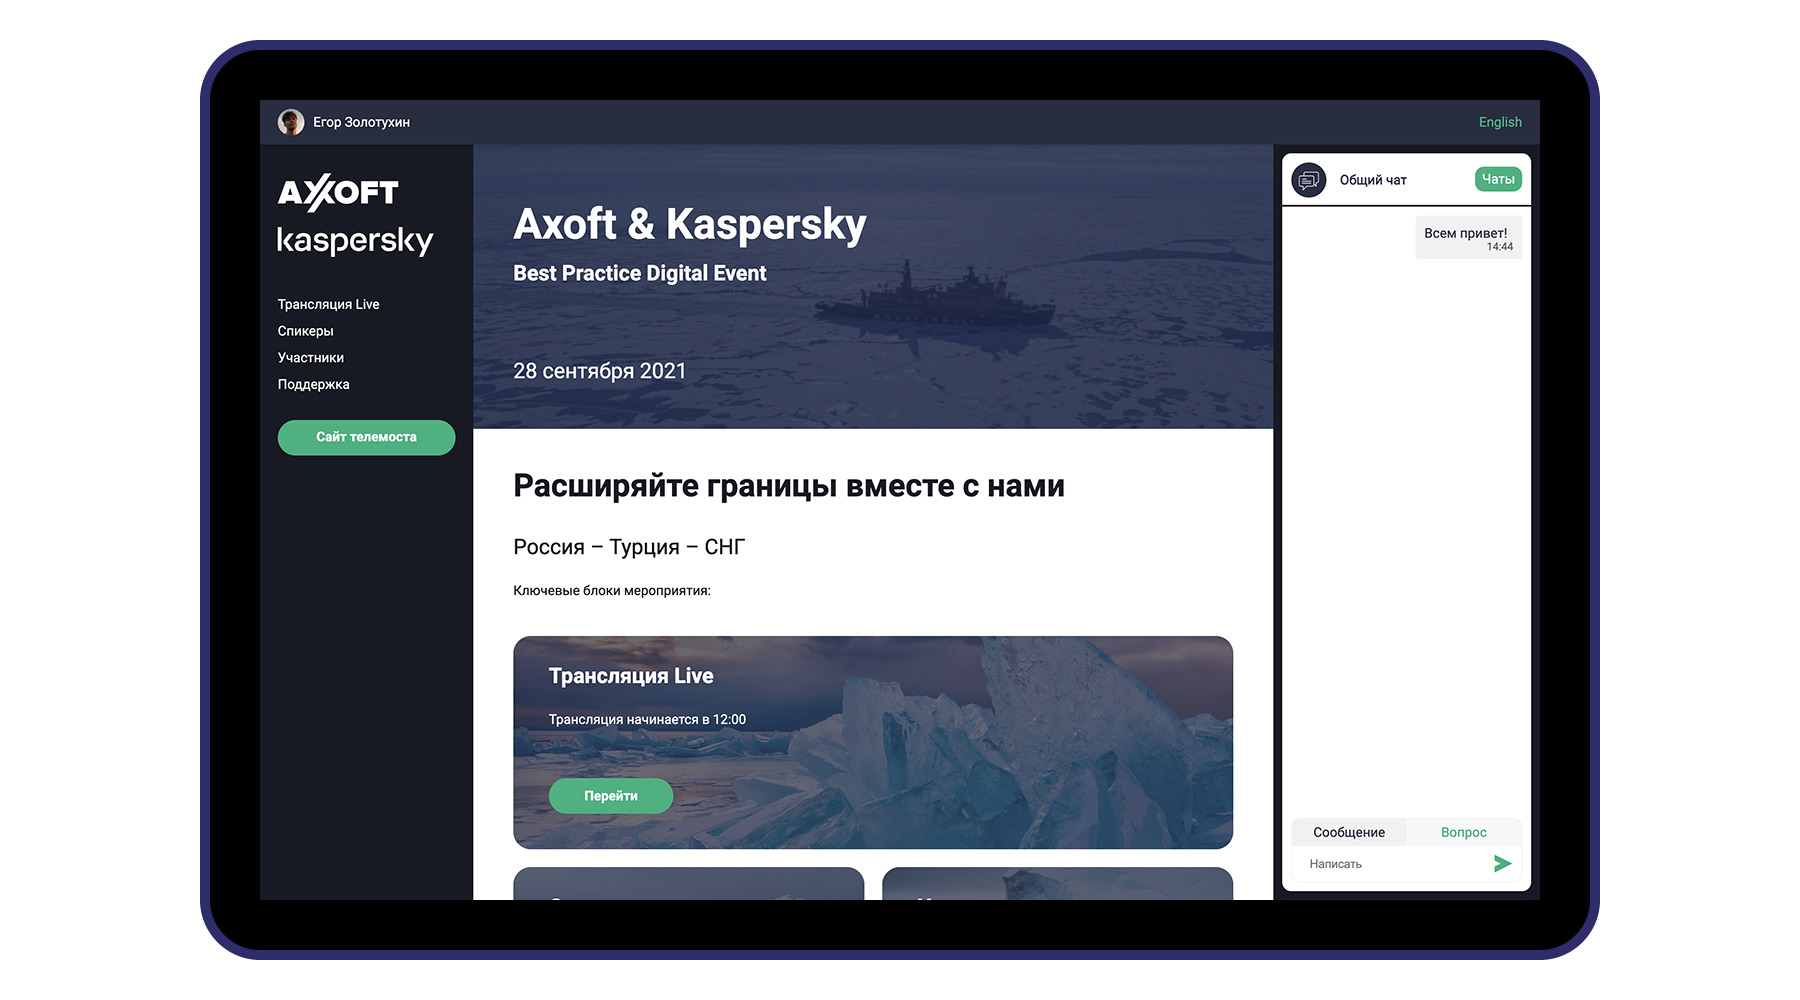 Егор Золотухин
English
AXOFT
kaspersky
Трансляция Live
Спикеры
Участники
Поддержка
Сайт телемоста
Axoft & Kaspersky
Best Practice Digital Event
28 сентября 2021
Расширяйте границы вместе с нами
Россия – Турция – СНГ
Ключевые блоки мероприятия:
Трансляция Live
Трансляция начинается в 12:00
Перейти
Общий чат
Чаты
Всем привет!
14:44
Сообщение
Вопрос
Написать